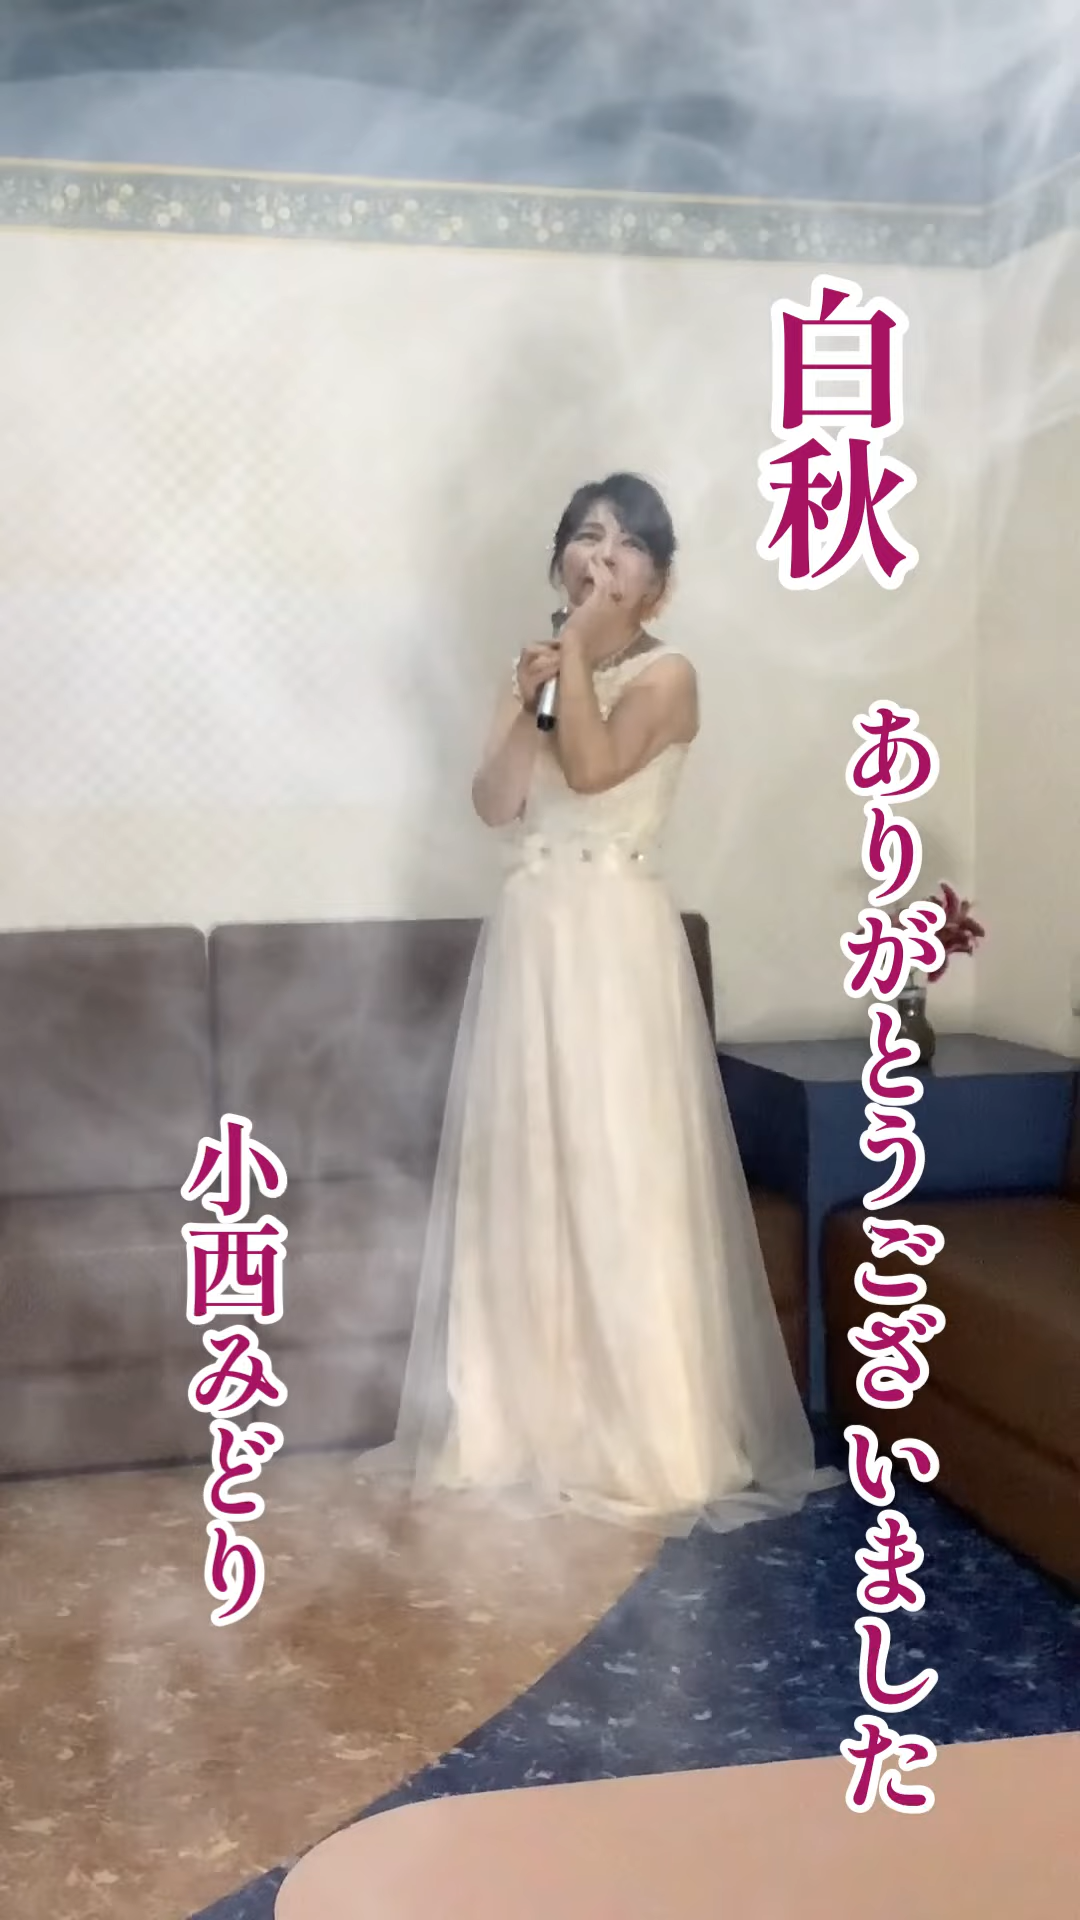 白秋
ありがとうございました
小西みどり